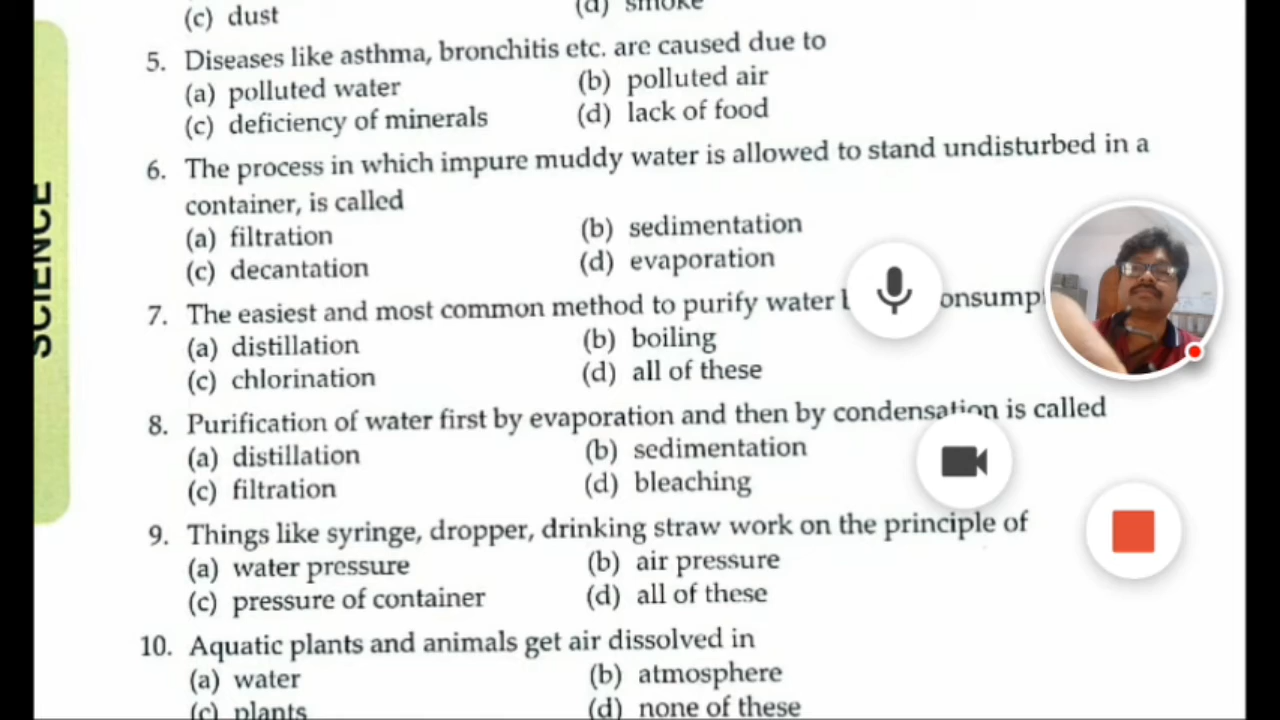 (c) dust (d) smoke
5. Diseases like asthma, bronchitis etc. are caused due to
(a) polluted water (b) polluted air
(c) deficiency of minerals (d) lack of food
6. The process in which impure muddy water is allowed to stand undisturbed in a
container, is called
(a) filtration (b) sedimentation
(c) decantation (d) evaporation
7. The easiest and most common method to purify water
(a) distillation (b) boiling
(c) chlorination (d) all of these
8. Purification of water first by evaporation and then by condensation is called
(a) distillation (b) sedimentation
(c) filtration (d) bleaching
9. Things like syringe, dropper, drinking straw work on the principle of
(a) water pressure (b) air pressure
(c) pressure of container (d) all of these
10. Aquatic plants and animals get air dissolved in
(a) water (b) atmosphere
(c) plants (d) none of these
SCIENCE